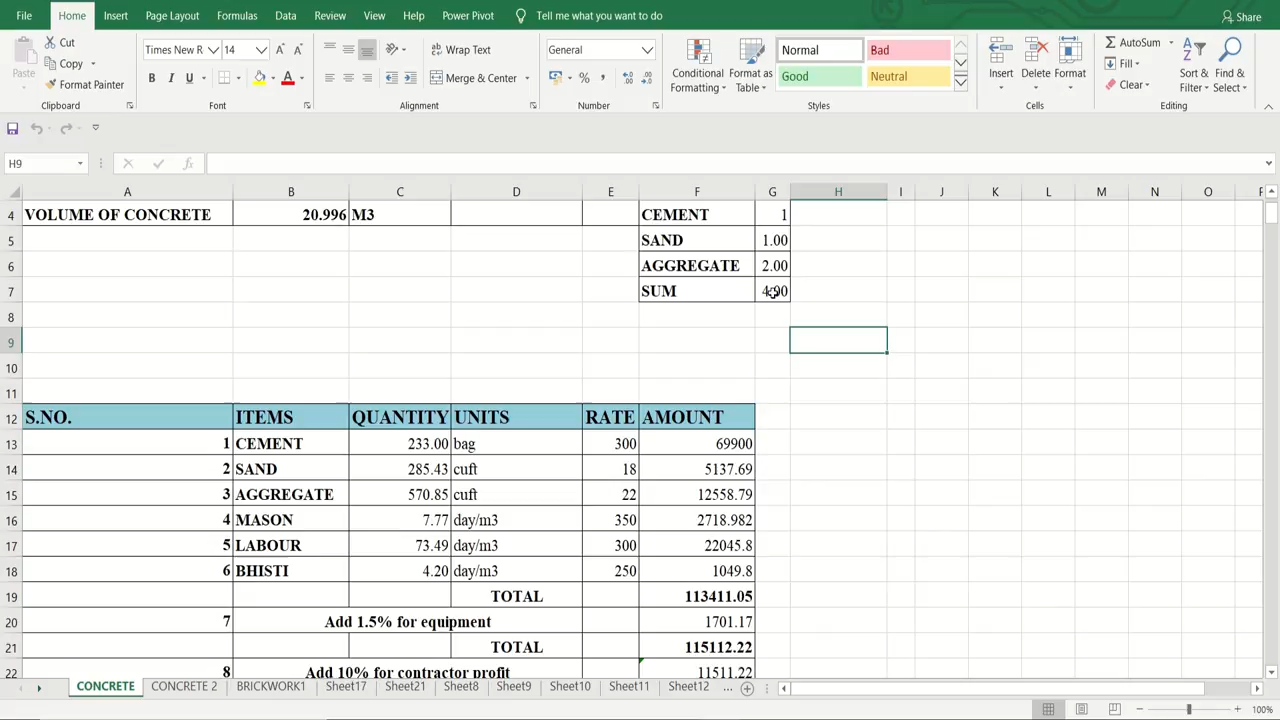 File Home Insert Page Layout Formulas Data Review View Help Power Pivot Tell me what you want to do Share
Paste Cut Copy Format Painter Clipboard
Times New R 14 B I U A Font
Wrap Text Merge & Center Alignment
General % Number
Conditional Formatting Format as Table Normal Bad Good Neutral Styles
Insert Delete Format Cells
AutoSum Fill Clear Sort & Filter Find & Select Editing
H9 fx
A B C D E F G H I J K L M N O
4 VOLUME OF CONCRETE 20.996 M3 CEMENT 1
5 SAND 1.00
6 AGGREGATE 2.00
7 SUM 4.00
8
9
10
11
12 S.NO. ITEMS QUANTITY UNITS RATE AMOUNT
13 1 CEMENT 233.00 bag 300 69900
14 2 SAND 285.43 cuft 18 5137.69
15 3 AGGREGATE 570.85 cuft 22 12558.79
16 4 MASON 7.77 day/m3 350 2718.982
17 5 LABOUR 73.49 day/m3 300 22045.8
18 6 BHISTI 4.20 day/m3 250 1049.8
19 TOTAL 113411.05
20 7 Add 1.5% for equipment 1701.17
21 TOTAL 115112.22
22 8 Add 10% for contractor profit 11511.22
CONCRETE CONCRETE 2 BRICKWORK1 Sheet17 Sheet21 Sheet8 Sheet9 Sheet10 Sheet11 Sheet12 ...
100%